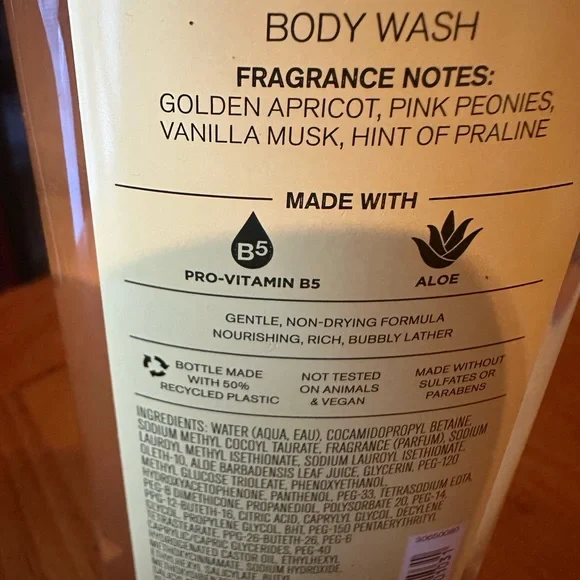 BODY WASH
FRAGRANCE NOTES:
GOLDEN APRICOT, PINK PEONIES,
VANILLA MUSK, HINT OF PRALINE
MADE WITH
B5
PRO-VITAMIN B5
ALOE
GENTLE, NON-DRYING FORMULA
NOURISHING, RICH, BUBBLY LATHER
BOTTLE MADE
WITH 50%
RECYCLED PLASTIC
NOT TESTED
ON ANIMALS
& VEGAN
MADE WITHOUT
SULFATES OR
PARABENS
INGREDIENTS: WATER (AQUA, EAU), COCAMIDOPROPYL BETAINE,
SODIUM METHYL COCOYL TAURATE, FRAGRANCE (PARFUM), SODIUM
LAUROYL METHYL ISETHIONATE, SODIUM LAUROYL ISETHIONATE,
OLETH-10, ALOE BARBADENSIS LEAF JUICE, GLYCERIN, PEG-120
METHYL GLUCOSE TRIOLEATE, PHENOXYETHANOL,
HYDROXYACETOPHENONE, PANTHENOL, PEG-33, TETRASODIUM EDTA,
PEG-8 DIMETHICONE, PROPANEDIOL, POLYSORBATE 20, PEG-14,
PPG-12-BUTETH-16, CITRIC ACID, CAPRYLYL GLYCOL, DECYLENE
GLYCOL, PROPYLENE GLYCOL, BHT, PEG-150 PENTAERYTHRITYL
TETRASTEARATE, PPG-26-BUTETH-26, PEG-6
CAPRYLIC/CAPRIC GLYCERIDES, PEG-40
HYDROGENATED CASTOR OIL, ETHYLHEXYL
METHOXYCINNAMATE, SODIUM HYDROXIDE,
SALICYLATE, BUTYL